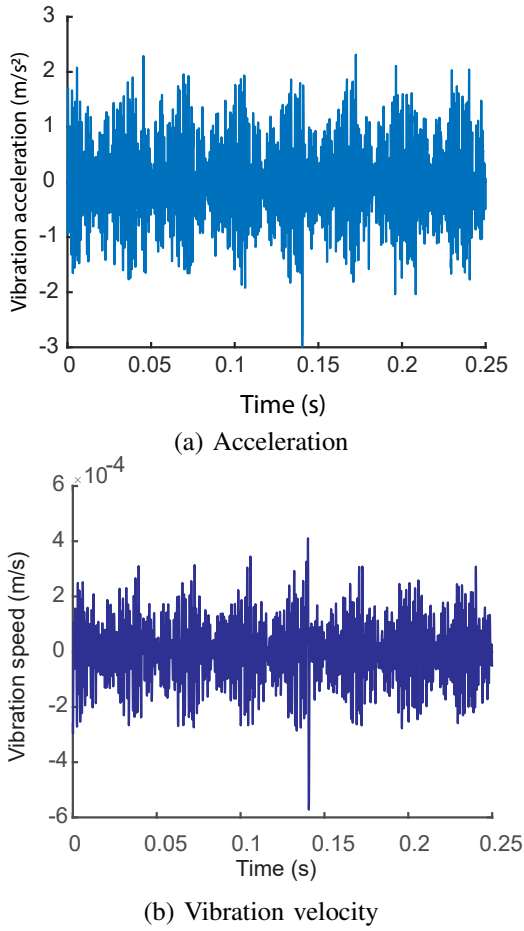 3
2
1
0
-1
-2
-3
Vibration acceleration (m/s²)
0 0.05 0.1 0.15 0.2 0.25
Time (s)
(a) Acceleration
×10-4
6
4
2
0
-2
-4
-6
Vibration speed (m/s)
0 0.05 0.1 0.15 0.2 0.25
Time (s)
(b) Vibration velocity